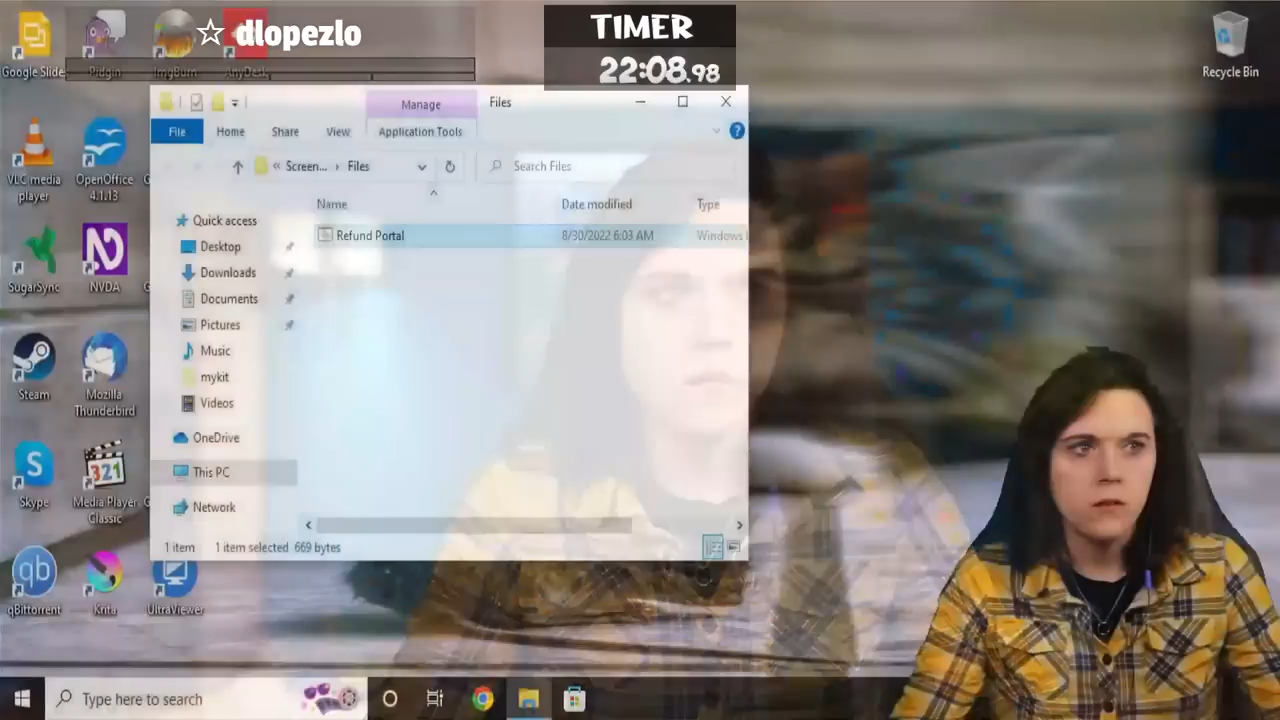 ☆ dlopezlo
TIMER
22:08.98
Google Slide
Pidgin
ImgBurn
AnyDesk
Recycle Bin
Manage
Files
File
Home
Share
View
Application Tools
« Screen... › Files
Search Files
Name
Date modified
Type
Refund Portal
8/30/2022 6:03 AM
Windows
Quick access
Desktop
Downloads
Documents
Pictures
Music
mykit
Videos
OneDrive
This PC
Network
1 item
1 item selected 669 bytes
VLC media
player
OpenOffice
4.1.13
SugarSync
NVDA
Steam
Mozilla
Thunderbird
Skype
Media Player
Classic
321
qBittorrent
Krita
UltraViewer
Type here to search